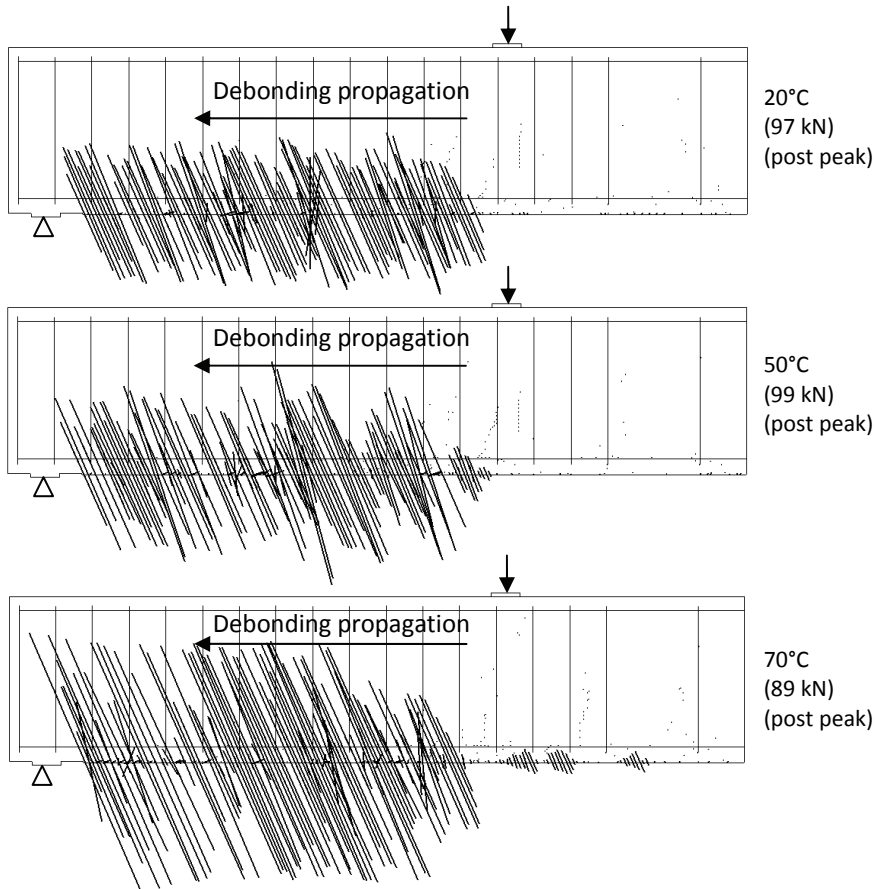 Debonding propagation
20°C
(97 kN)
(post peak)
Debonding propagation
50°C
(99 kN)
(post peak)
Debonding propagation
70°C
(89 kN)
(post peak)